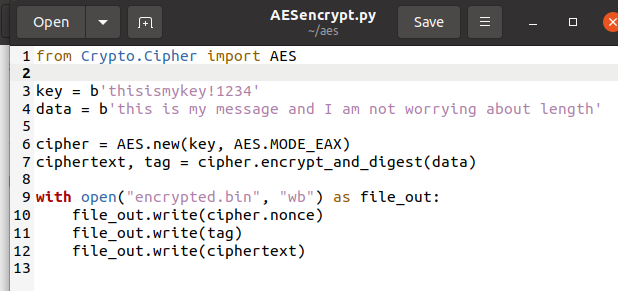 Open AESencrypt.py Save
~/aes
1 from Crypto.Cipher import AES
2
3 key = b'thisismykey!1234'
4 data = b'this is my message and I am not worrying about length'
5
6 cipher = AES.new(key, AES.MODE_EAX)
7 ciphertext, tag = cipher.encrypt_and_digest(data)
8
9 with open("encrypted.bin", "wb") as file_out:
10     file_out.write(cipher.nonce)
11     file_out.write(tag)
12     file_out.write(ciphertext)
13